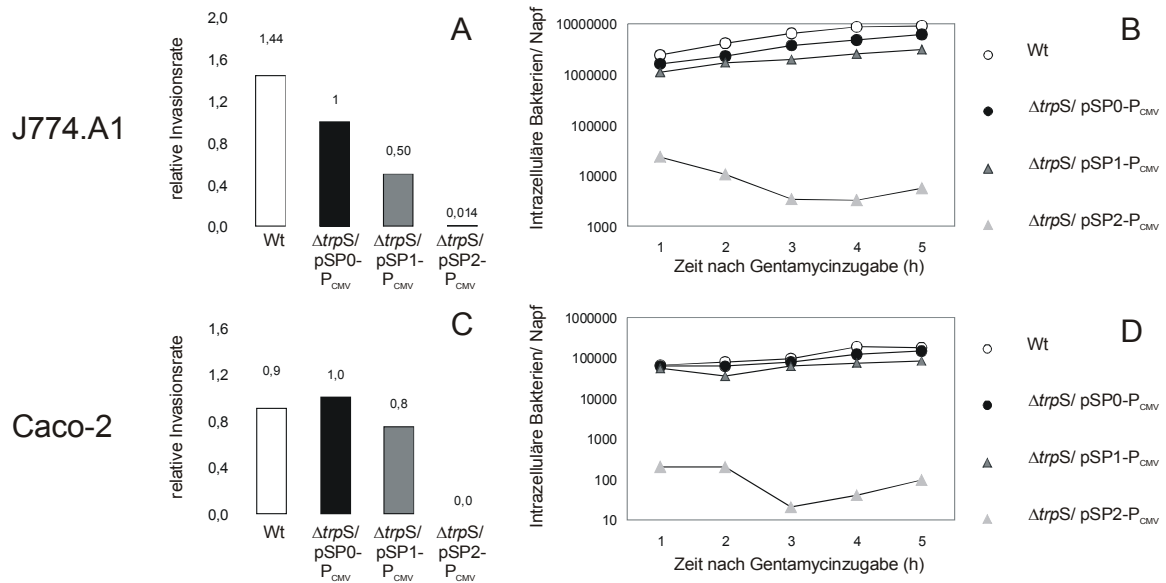 J774.A1
A
relative Invasionsrate
2,0
1,6
1,2
0,8
0,4
0,0
1,44
1
0,50
0,014
Wt
ΔtrpS/
pSP0-
PCMV
ΔtrpS/
pSP1-
PCMV
ΔtrpS/
pSP2-
PCMV
B
Intrazelluläre Bakterien/ Napf
10000000
1000000
100000
10000
1000
1 2 3 4 5
Zeit nach Gentamycinzugabe (h)
Wt
ΔtrpS/ pSP0-PCMV
ΔtrpS/ pSP1-PCMV
ΔtrpS/ pSP2-PCMV
Caco-2
C
relative Invasionsrate
1,6
1,2
0,8
0,4
0,0
0,9
1,0
0,8
0,0
Wt
ΔtrpS/
pSP0-
PCMV
ΔtrpS/
pSP1-
PCMV
ΔtrpS/
pSP2-
PCMV
D
Intrazelluläre Bakterien/ Napf
1000000
100000
10000
1000
100
10
1 2 3 4 5
Zeit nach Gentamycinzugabe (h)
Wt
ΔtrpS/ pSP0-PCMV
ΔtrpS/ pSP1-PCMV
ΔtrpS/ pSP2-PCMV